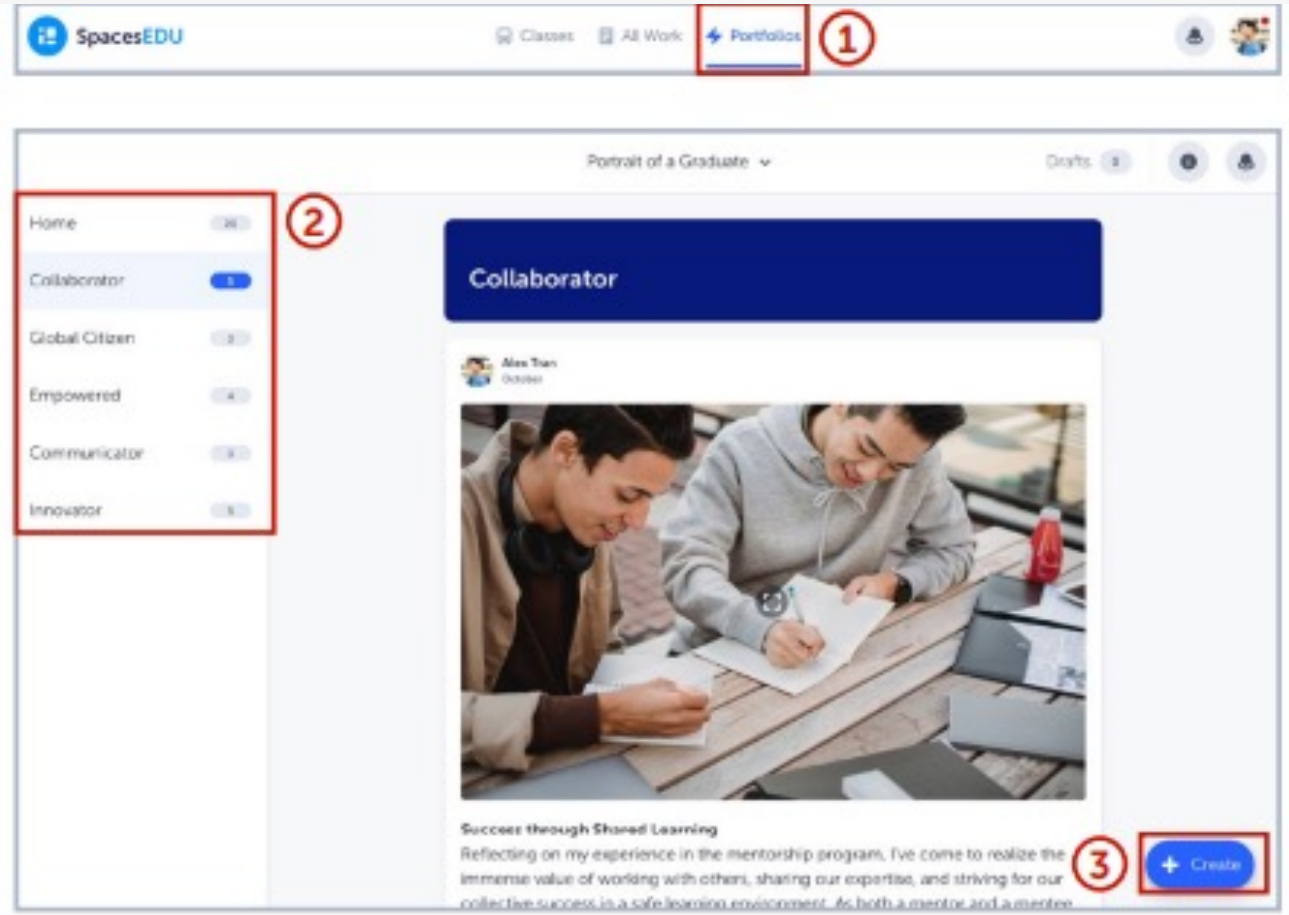 SpacesEDU
Classes
All Work
Portfolios
1
Portrait of a Graduate
Drafts
2
Home
Collaborator
Global Citizen
Empowered
4
Communicator
Innovator
Collaborator
Alex Tran
October
Success through Shared Learning
Reflecting on my experience in the mentorship program, I've come to realize the
immense value of working with others, sharing our expertise, and striving for our
collective success in a safe learning environment. As both a mentor and a mentee
3
+ Create